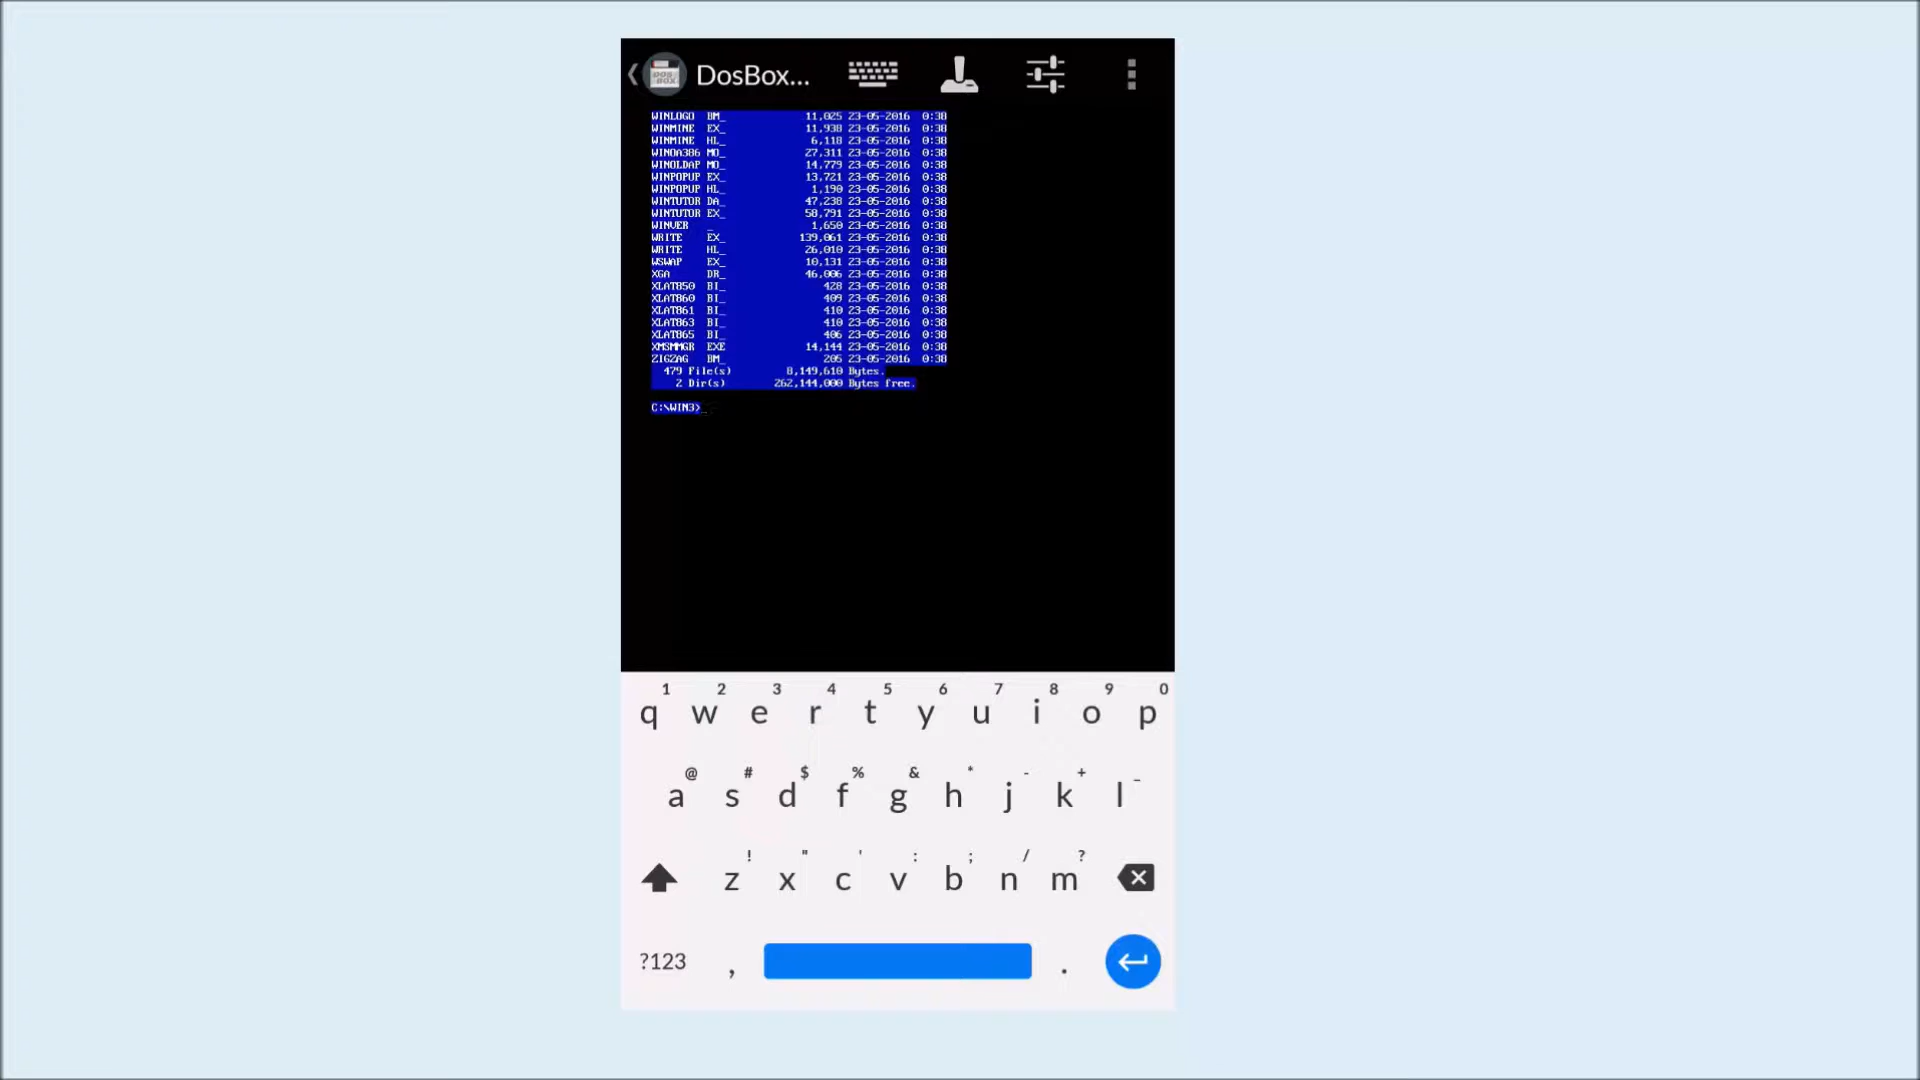 DosBox...
WINLOGO BM_ 11,025 23-05-2016 0:38
WINMINE EX_ 11,938 23-05-2016 0:38
WINMINE HL_ 6,118 23-05-2016 0:38
WINOA386 MO_ 27,311 23-05-2016 0:38
WINOLDAP MO_ 14,779 23-05-2016 0:38
WINPOPUP EX_ 13,721 23-05-2016 0:38
WINPOPUP HL_ 1,190 23-05-2016 0:38
WINTUTOR DA_ 47,238 23-05-2016 0:38
WINTUTOR EX_ 58,791 23-05-2016 0:38
WINVER _ 1,650 23-05-2016 0:38
WRITE EX_ 139,061 23-05-2016 0:38
WRITE HL_ 26,010 23-05-2016 0:38
WSWAP EX_ 10,131 23-05-2016 0:38
XGA DR_ 46,006 23-05-2016 0:38
XLAT850 BI_ 428 23-05-2016 0:38
XLAT860 BI_ 409 23-05-2016 0:38
XLAT861 BI_ 410 23-05-2016 0:38
XLAT863 BI_ 410 23-05-2016 0:38
XLAT865 BI_ 406 23-05-2016 0:38
XMSMMGR EXE 14,144 23-05-2016 0:38
ZIGZAG BM_ 205 23-05-2016 0:38
479 File(s) 8,149,610 Bytes.
2 Dir(s) 262,144,000 Bytes free.
C:\WIN3>_
1 2 3 4 5 6 7 8 9 0
q w e r t y u i o p
@ # $ % & * - + _
a s d f g h j k l
! " ' : ; / ?
z x c v b n m
?123 , .